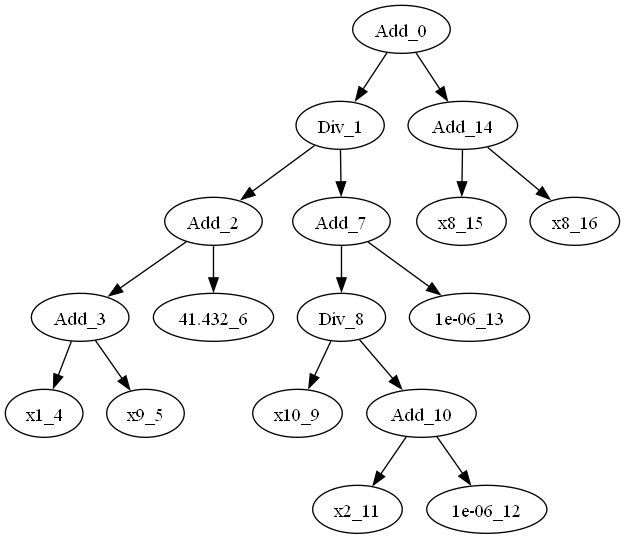 Add_0
Div_1
Add_14
Add_2
Add_7
x8_15
x8_16
Add_3
41.432_6
Div_8
1e-06_13
x1_4
x9_5
x10_9
Add_10
x2_11
1e-06_12